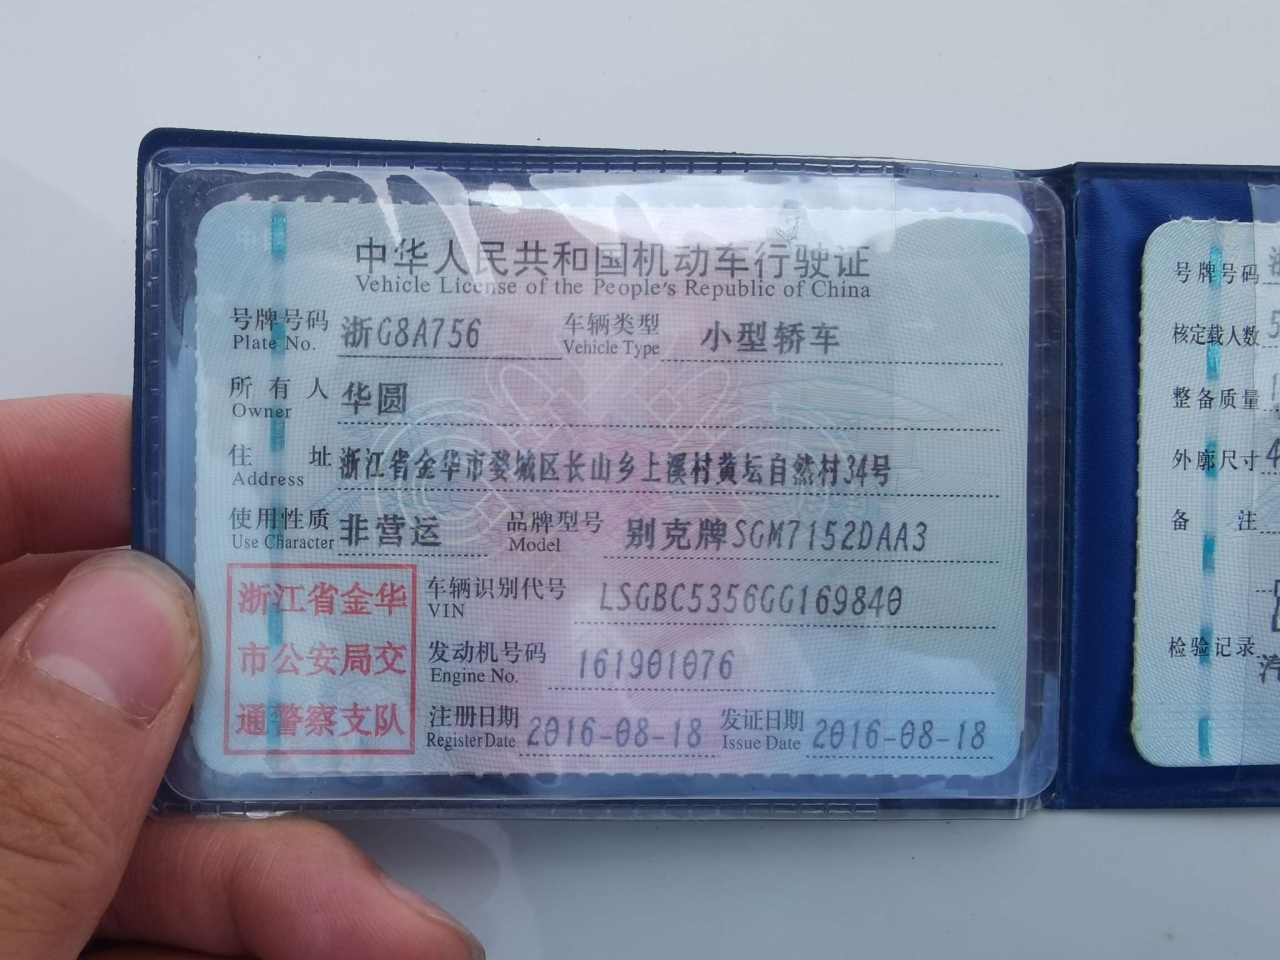 中华人民共和国机动车行驶证
Vehicle License of the People's Republic of China
号牌号码 浙G8A756 车辆类型 小型轿车
Plate No. Vehicle Type
所有人 华圆
Owner
住址 浙江省金华市婺城区长山乡上溪村黄坛自然村34号
Address
使用性质 非营运 品牌型号 别克牌SGM7152DAA3
Use Character Model
浙江省金华
市公安局交
通警察支队
车辆识别代号 LSGBC5356GG169840
VIN
发动机号码 161901076
Engine No.
注册日期 2016-08-18 发证日期 2016-08-18
Register Date Issue Date
号牌号码
核定载人数 5
整备质量
外廓尺寸 4
备注
检验记录